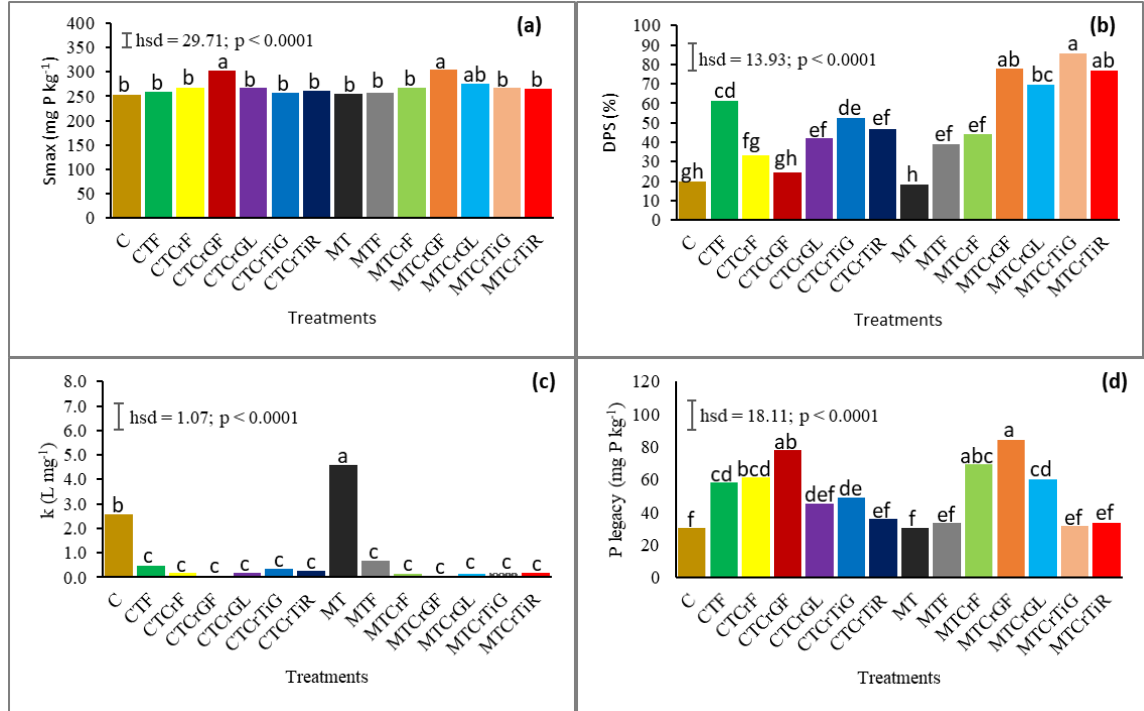 (a)
hsd = 29.71; p < 0.0001
Smax (mg P kg-1)
400
350
300
250
200
150
100
50
0
b b b a b b b b b b a ab b b
C CTF CTCrF CTCrGF CTCrGL CTCrTiG CTCrTiR MT MTF MTCrF MTCrGF MTCrGL MTCrTiG MTCrTiR
Treatments
(b)
hsd = 13.93; p < 0.0001
DPS (%)
100
90
80
70
60
50
40
30
20
10
0
gh cd fg gh ef de ef h ef ef ab bc a ab
C CTF CTCrF CTCrGF CTCrGL CTCrTiG CTCrTiR MT MTF MTCrF MTCrGF MTCrGL MTCrTiG MTCrTiR
Treatments
(c)
hsd = 1.07; p < 0.0001
k (L mg-1)
8.0
7.0
6.0
5.0
4.0
3.0
2.0
1.0
0.0
b c c c c c c a c c c c c c
C CTF CTCrF CTCrGF CTCrGL CTCrTiG CTCrTiR MT MTF MTCrF MTCrGF MTCrGL MTCrTiG MTCrTiR
Treatments
(d)
hsd = 18.11; p < 0.0001
P legacy (mg P kg-1)
120
100
80
60
40
20
0
f cd bcd ab def de ef f ef abc a cd ef ef
C CTF CTCrF CTCrGF CTCrGL CTCrTiG CTCrTiR MT MTF MTCrF MTCrGF MTCrGL MTCrTiG MTCrTiR
Treatments